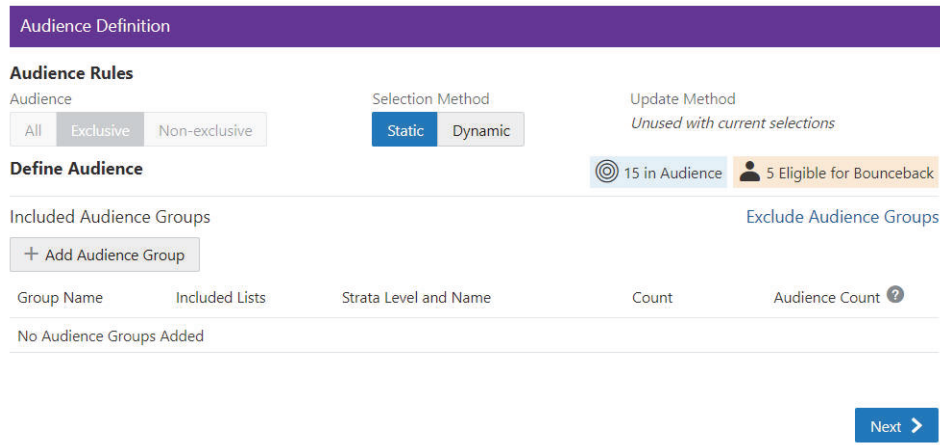 Audience Definition
Audience Rules
Audience Selection Method Update Method
All Exclusive Non-exclusive Static Dynamic Unused with current selections
Define Audience 15 in Audience 5 Eligible for Bounceback
Included Audience Groups Exclude Audience Groups
+ Add Audience Group
Group Name Included Lists Strata Level and Name Count Audience Count ?
No Audience Groups Added
Next